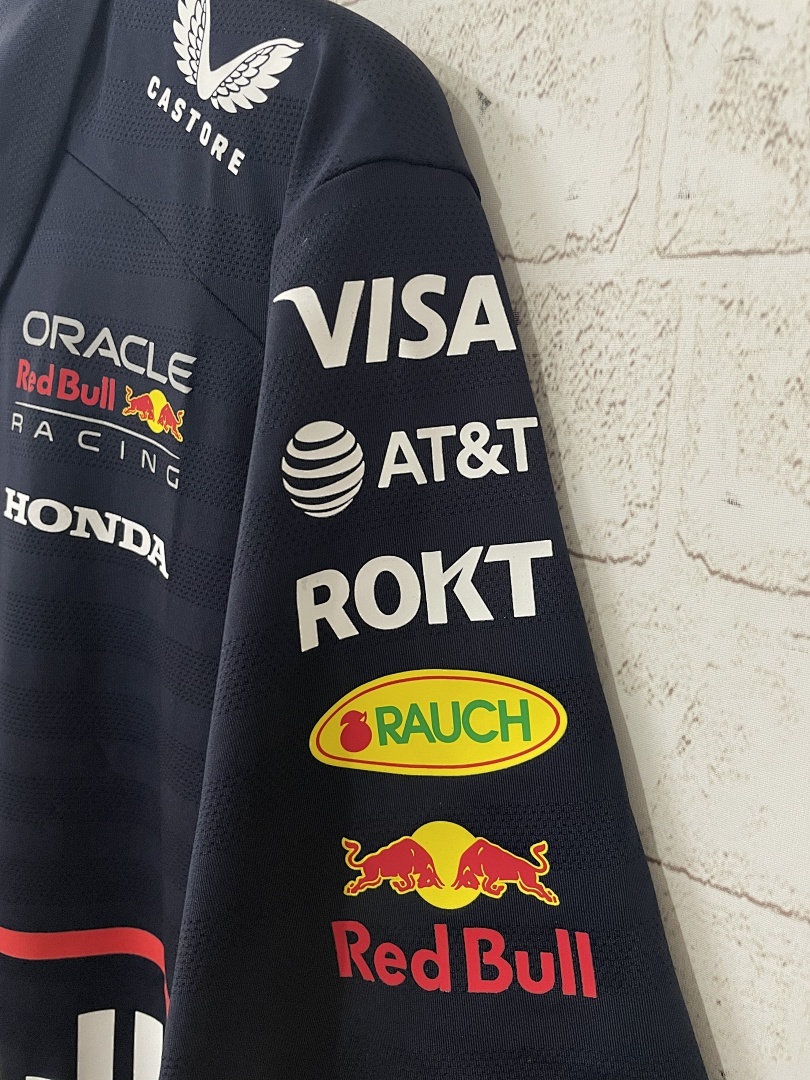 CASTORE
ORACLE
Red Bull
RACING
HONDA
VISA
AT&T
ROKT
RAUCH
Red Bull